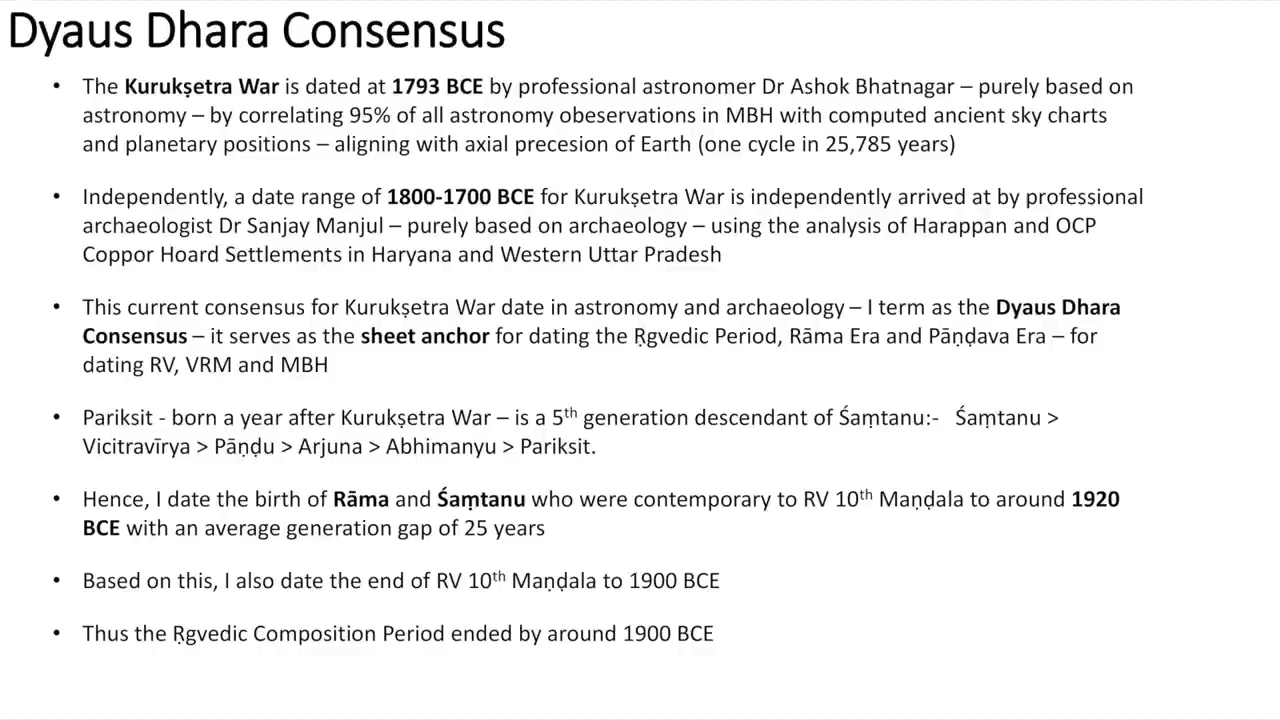 Dyaus Dhara Consensus
• The Kurukṣetra War is dated at 1793 BCE by professional astronomer Dr Ashok Bhatnagar – purely based on
astronomy – by correlating 95% of all astronomy obeservations in MBH with computed ancient sky charts
and planetary positions – aligning with axial precesion of Earth (one cycle in 25,785 years)
• Independently, a date range of 1800-1700 BCE for Kurukṣetra War is independently arrived at by professional
archaeologist Dr Sanjay Manjul – purely based on archaeology – using the analysis of Harappan and OCP
Coppor Hoard Settlements in Haryana and Western Uttar Pradesh
• This current consensus for Kurukṣetra War date in astronomy and archaeology – I term as the Dyaus Dhara
Consensus – it serves as the sheet anchor for dating the Ṛgvedic Period, Rāma Era and Pāṇḍava Era – for
dating RV, VRM and MBH
• Pariksit - born a year after Kurukṣetra War – is a 5th generation descendant of Śaṃtanu:- Śaṃtanu >
Vicitravīrya > Pāṇḍu > Arjuna > Abhimanyu > Pariksit.
• Hence, I date the birth of Rāma and Śaṃtanu who were contemporary to RV 10th Maṇḍala to around 1920
BCE with an average generation gap of 25 years
• Based on this, I also date the end of RV 10th Maṇḍala to 1900 BCE
• Thus the Ṛgvedic Composition Period ended by around 1900 BCE